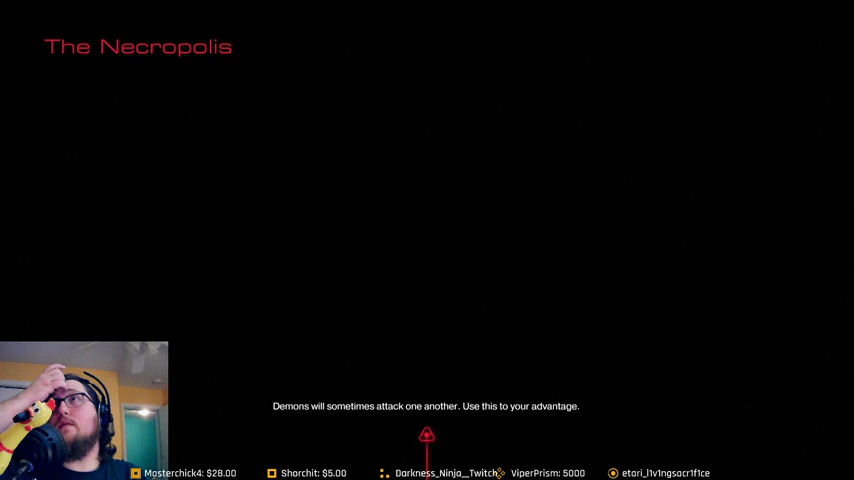 The Necropolis
Demons will sometimes attack one another. Use this to your advantage.
Masterchick4: $28.00 Shorchit: $5.00 Darkness_Ninja__Twitch ViperPrism: 5000 etari_l1v1ngsacr1f1ce